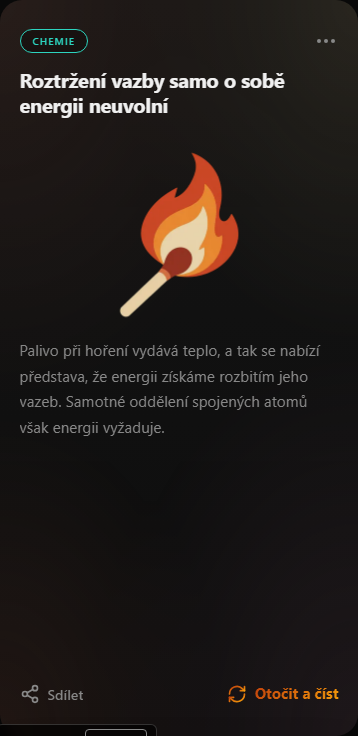 CHEMIE
Roztržení vazby samo o sobě
energii neuvolní
Palivo při hoření vydává teplo, a tak se nabízí
představa, že energii získáme rozbitím jeho
vazeb. Samotné oddělení spojených atomů
však energii vyžaduje.
Sdílet
Otočit a číst